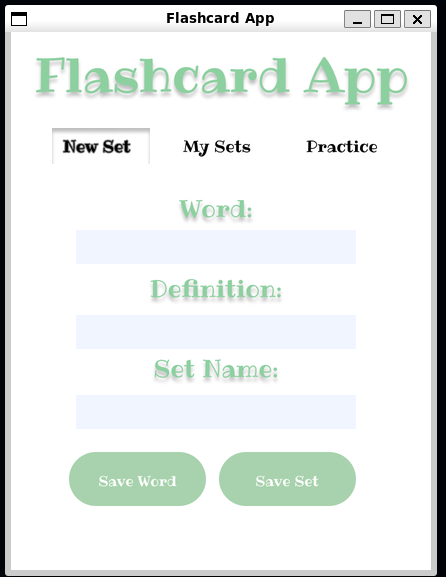 Flashcard App
Flashcard App
New Set My Sets Practice
Word:
Definition:
Set Name:
Save Word Save Set